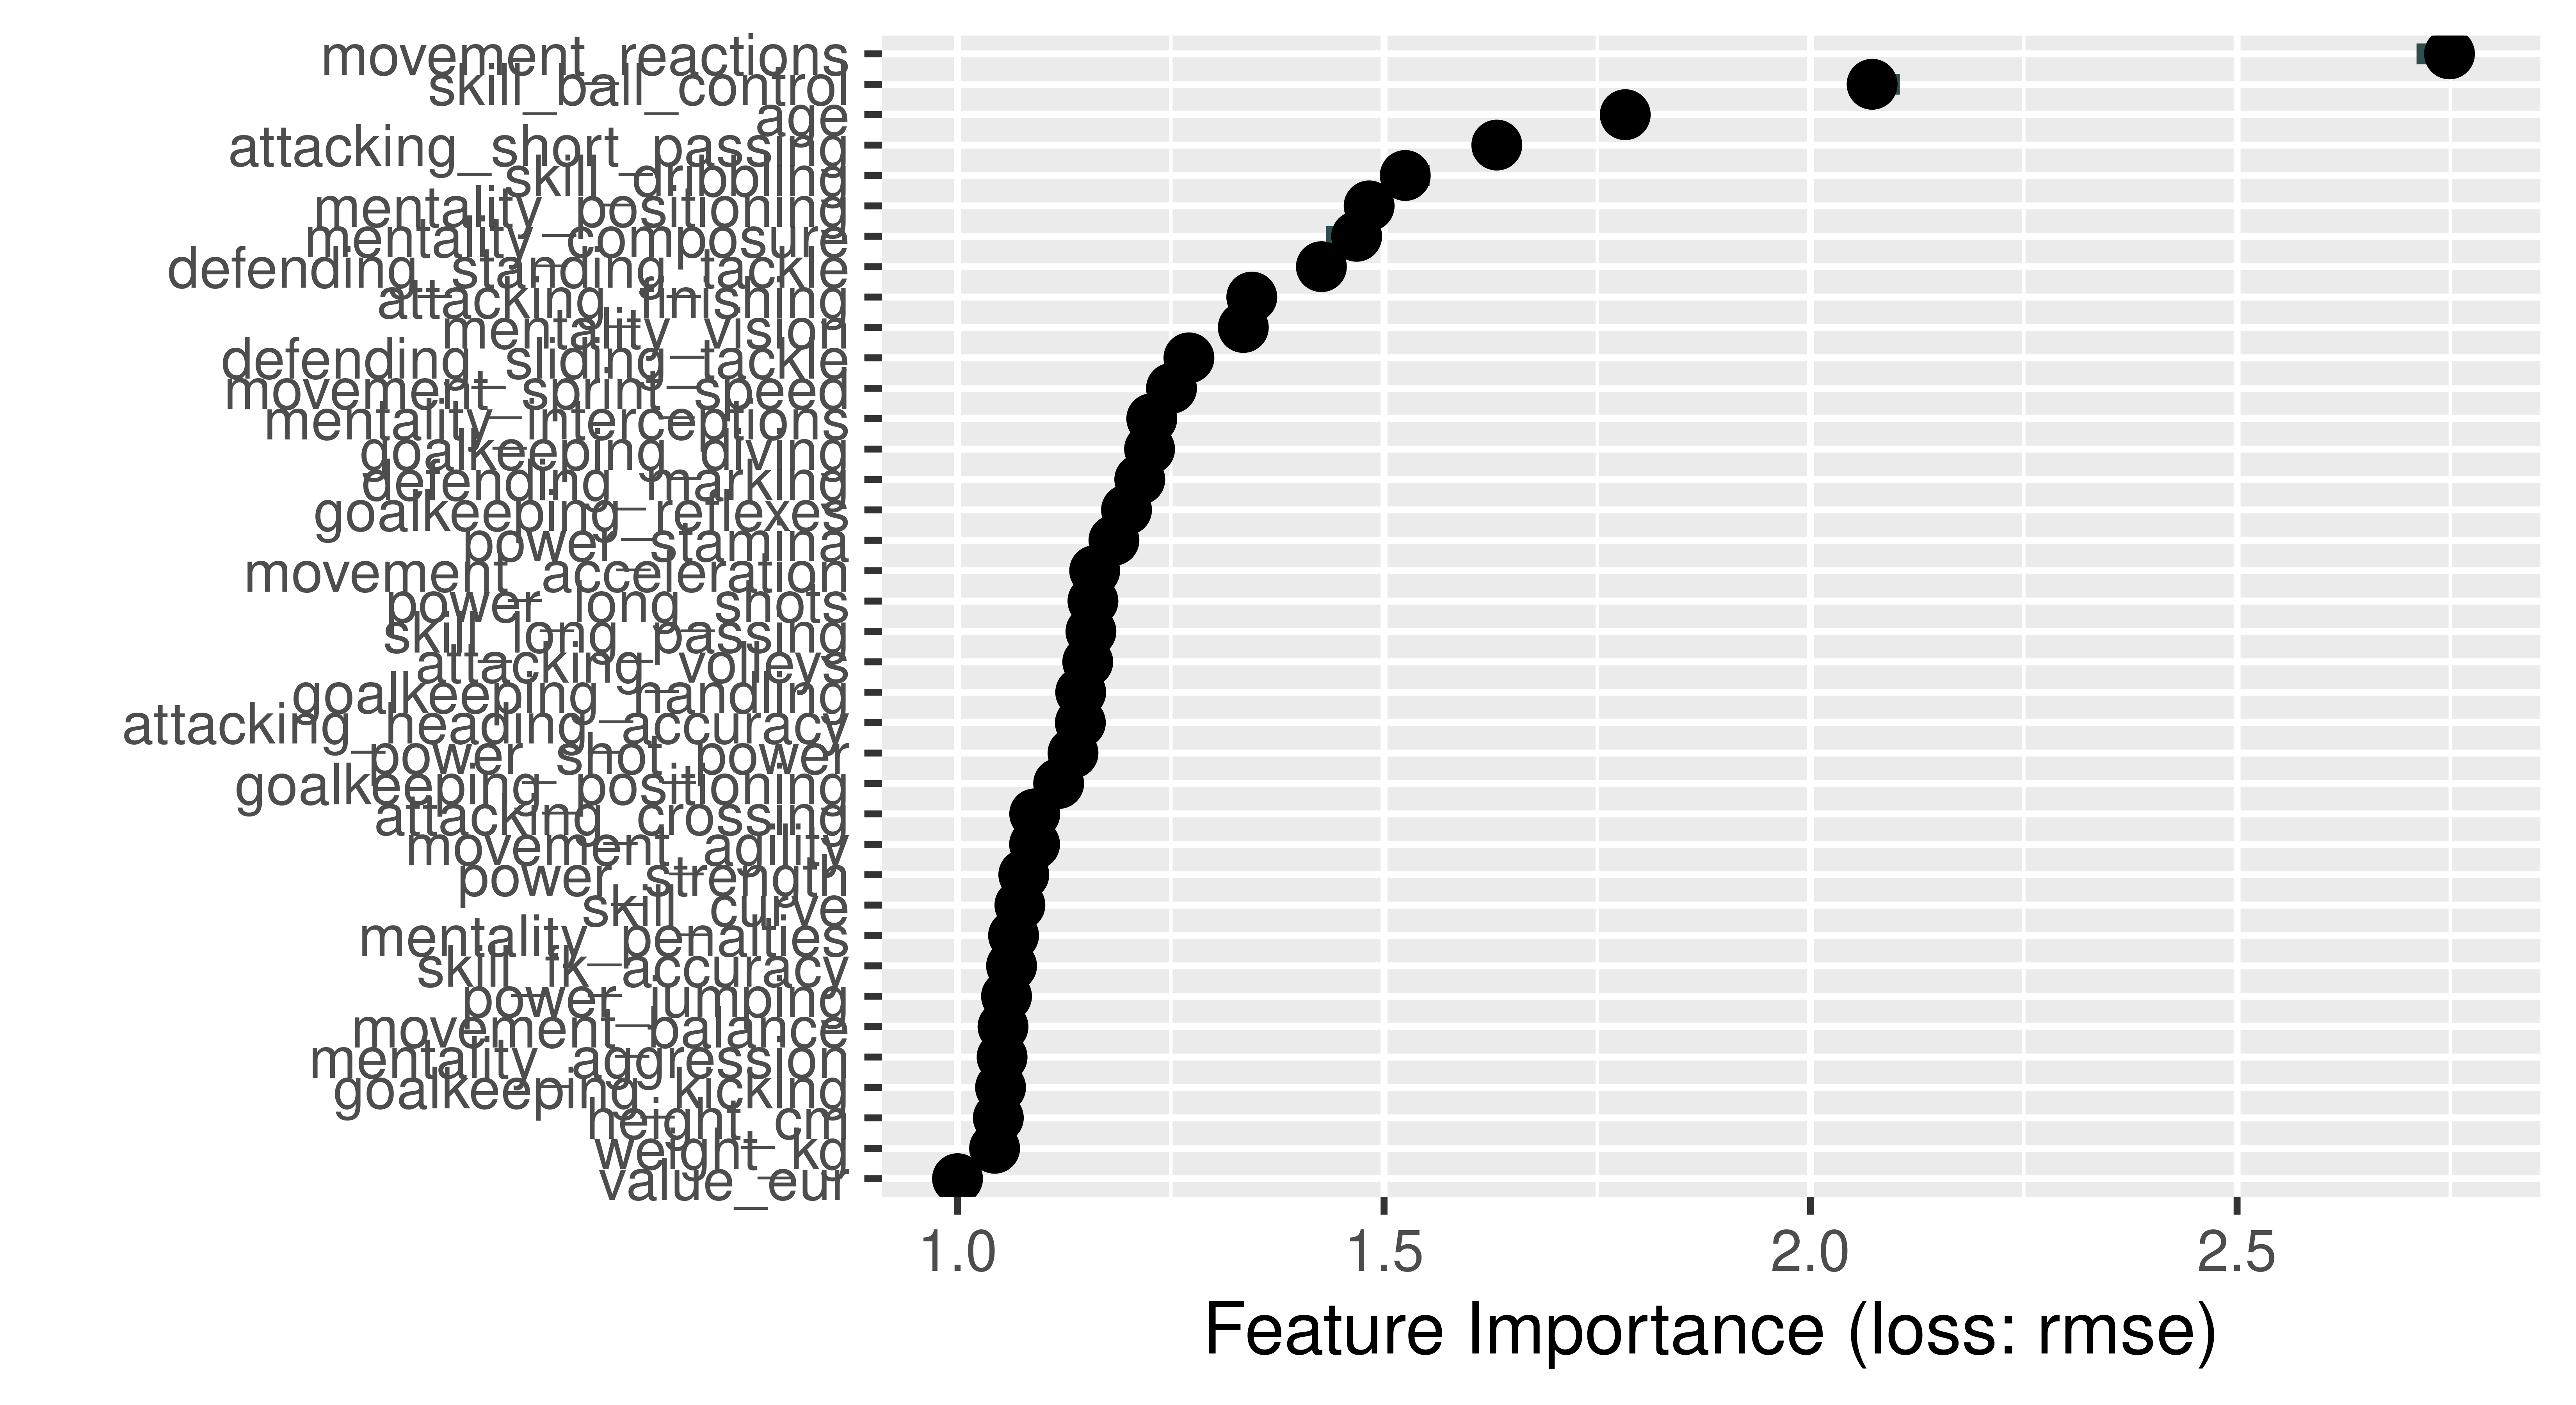 movement_reactions
skill_ball_control
age
attacking_short_passing
skill_dribbling
mentality_positioning
mentality_composure
defending_standing_tackle
attacking_finishing
mentality_vision
defending_sliding_tackle
movement_sprint_speed
mentality_interceptions
goalkeeping_diving
defending_marking
goalkeeping_reflexes
power_stamina
movement_acceleration
power_long_shots
skill_long_passing
attacking_volleys
goalkeeping_handling
attacking_heading_accuracy
power_shot_power
goalkeeping_positioning
attacking_crossing
movement_agility
power_strength
skill_curve
mentality_penalties
skill_fk_accuracy
power_jumping
movement_balance
mentality_aggression
goalkeeping_kicking
height_cm
weight_kg
value_eur
1.0 1.5 2.0 2.5
Feature Importance (loss: rmse)